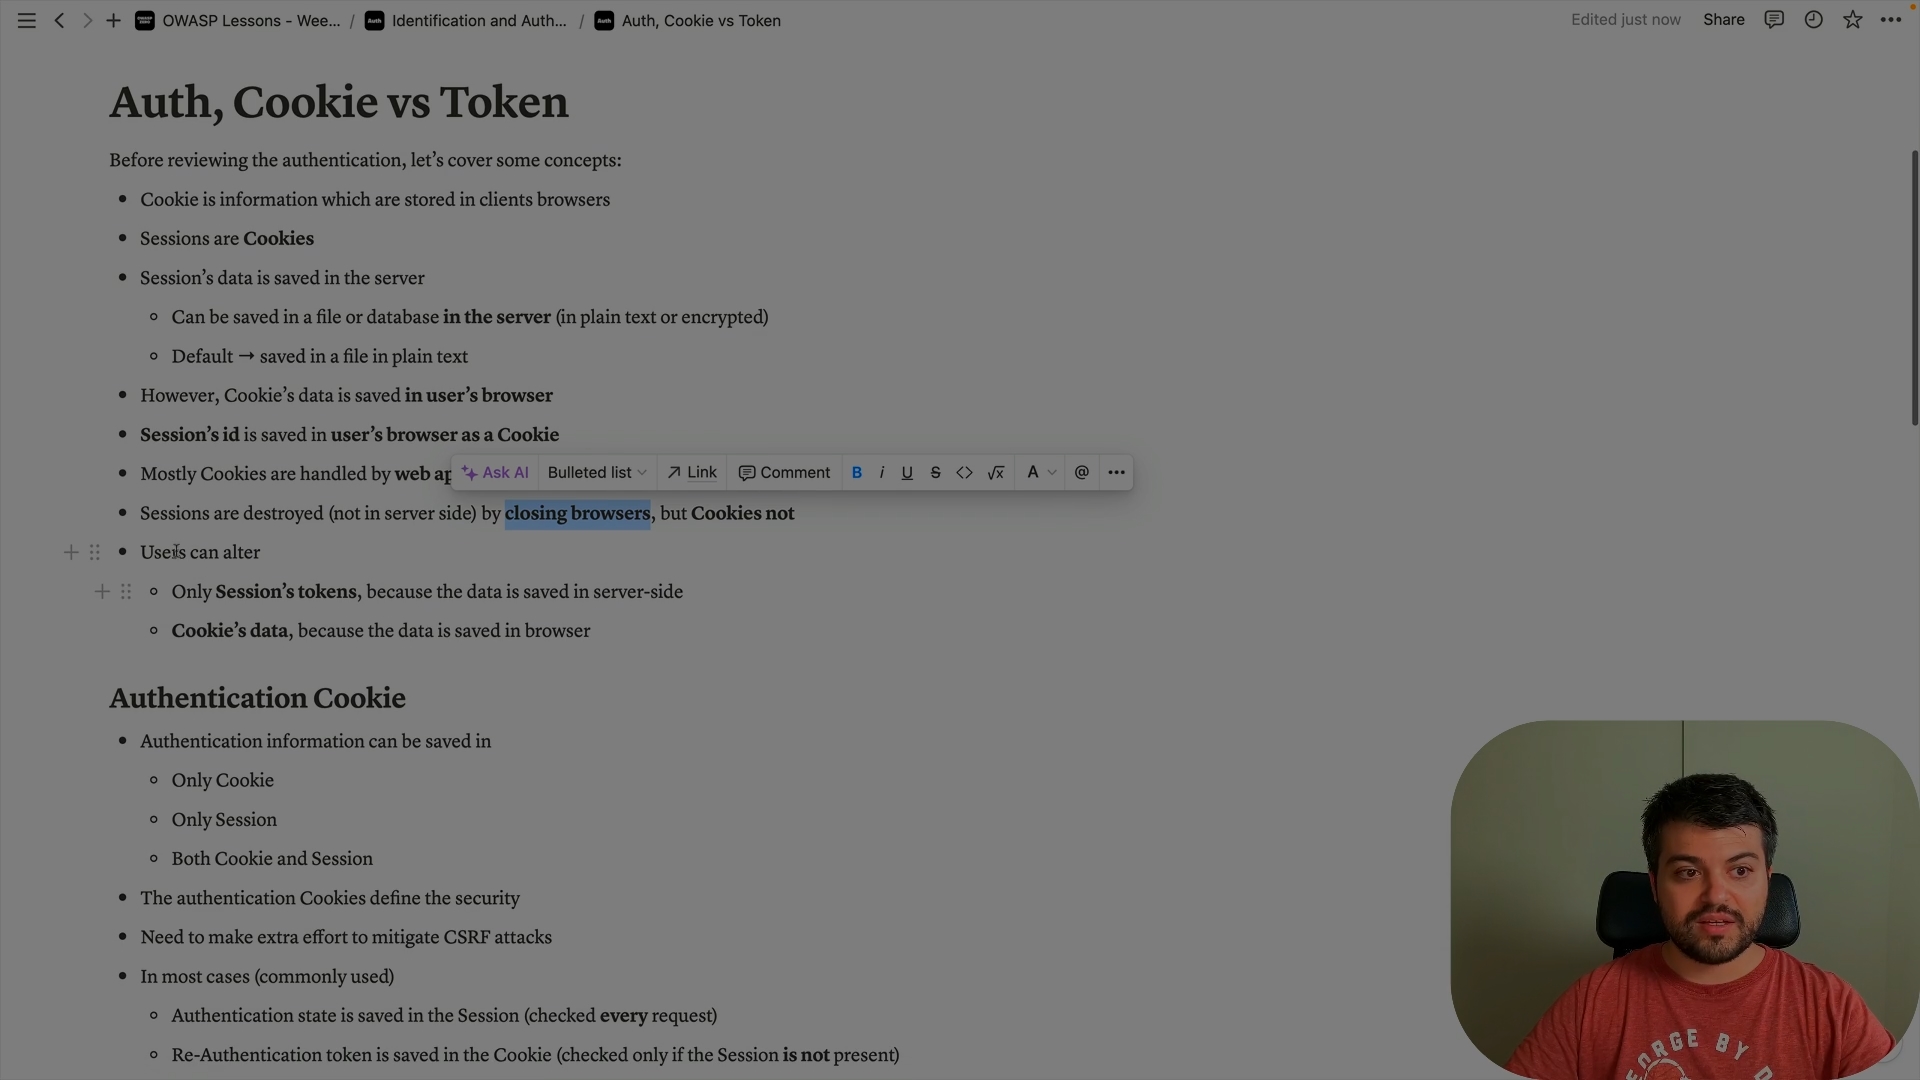 OWASP Lessons - Wee... / Identification and Auth... / Auth, Cookie vs Token
Edited just now Share
Auth, Cookie vs Token
Before reviewing the authentication, let’s cover some concepts:
Cookie is information which are stored in clients browsers
Sessions are Cookies
Session’s data is saved in the server
Can be saved in a file or database in the server (in plain text or encrypted)
Default → saved in a file in plain text
However, Cookie’s data is saved in user’s browser
Session’s id is saved in user’s browser as a Cookie
Mostly Cookies are handled by web
Ask AI Bulleted list Link Comment B i U S <> √x A @ •••
Sessions are destroyed (not in server side) by closing browsers, but Cookies not
Users can alter
Only Session’s tokens, because the data is saved in server-side
Cookie’s data, because the data is saved in browser
Authentication Cookie
Authentication information can be saved in
Only Cookie
Only Session
Both Cookie and Session
The authentication Cookies define the security
Need to make extra effort to mitigate CSRF attacks
In most cases (commonly used)
Authentication state is saved in the Session (checked every request)
Re-Authentication token is saved in the Cookie (checked only if the Session is not present)